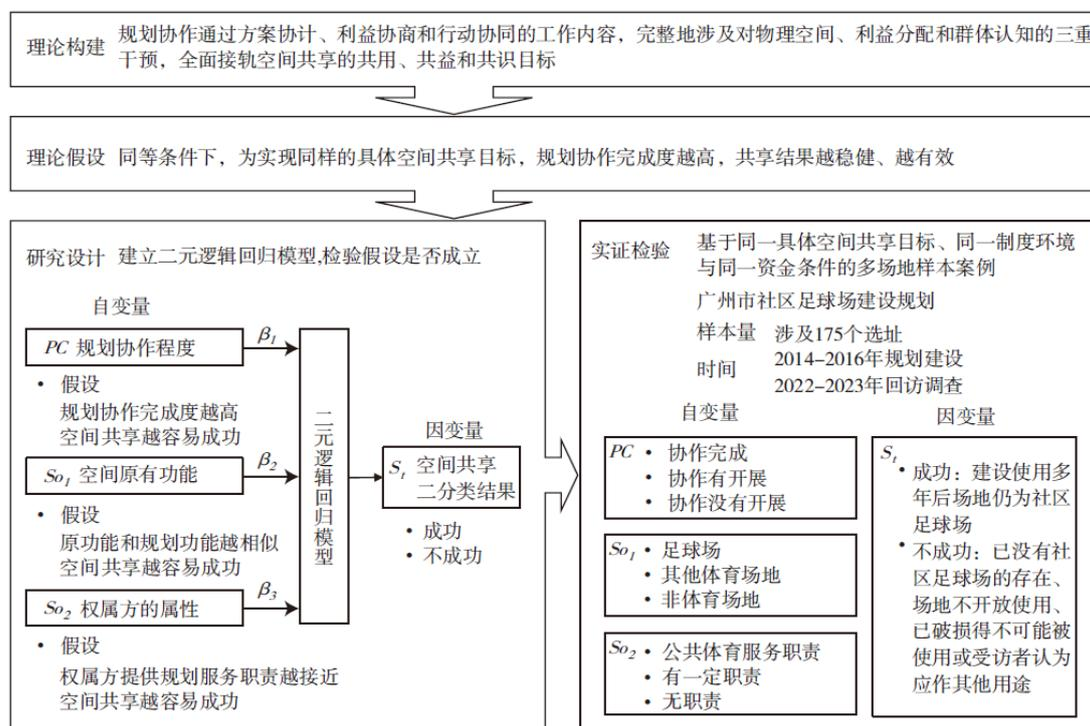 理论构建
规划协作通过方案协计、利益协商和行动协同的工作内容，完整地涉及对物理空间、利益分配和群体认知的三重
干预，全面接轨空间共享的共用、共益和共识目标
理论假设 同等条件下，为实现同样的具体空间共享目标，规划协作完成度越高，共享结果越稳健、越有效
研究设计 建立二元逻辑回归模型,检验假设是否成立
自变量
PC 规划协作程度
β1
• 假设
规划协作完成度越高
空间共享越容易成功
So1 空间原有功能
β2
• 假设
原功能和规划功能越相似
空间共享越容易成功
So2 权属方的属性
β3
• 假设
权属方提供规划服务职责越接近
空间共享越容易成功
二元逻辑回归模型
因变量
St 空间共享
二分类结果
• 成功
• 不成功
实证检验
基于同一具体空间共享目标、同一制度环境
与同一资金条件的多场地样本案例
广州市社区足球场建设规划
样本量 涉及175个选址
时间
2014–2016年规划建设
2022–2023年回访调查
自变量
PC • 协作完成
• 协作有开展
• 协作没有开展
So1 • 足球场
• 其他体育场地
• 非体育场地
So2 • 公共体育服务职责
• 有一定职责
• 无职责
因变量
St
• 成功：建设使用多
年后场地仍为社区
足球场
• 不成功：已没有社
区足球场的存在、
场地不开放使用、
已破损得不可能被
使用或受访者认为
应作其他用途